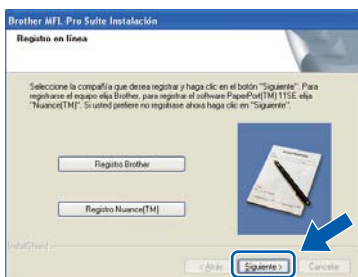 Brother MFL-Pro Suite Instalación
Registro en línea
Seleccione la compañía que desea registrar y haga clic en el botón "Siguiente". Para
registrarse el equipo elija Brother, para registrar el software PaperPort(TM) 11SE elija
"Nuance(TM)". Si usted prefiere no registrase ahora haga clic en "Siguiente".
Registro Brother
Registro Nuance(TM)
InstallShield
< Atrás Siguiente > Cancelar